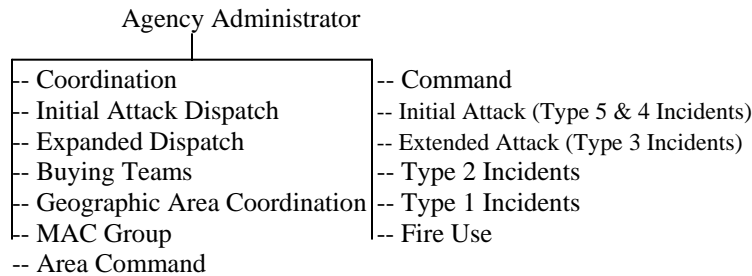 Agency Administrator
-- Coordination
-- Initial Attack Dispatch
-- Expanded Dispatch
-- Buying Teams
-- Geographic Area Coordination
-- MAC Group
-- Area Command
-- Command
-- Initial Attack (Type 5 & 4 Incidents)
-- Extended Attack (Type 3 Incidents)
-- Type 2 Incidents
-- Type 1 Incidents
-- Fire Use